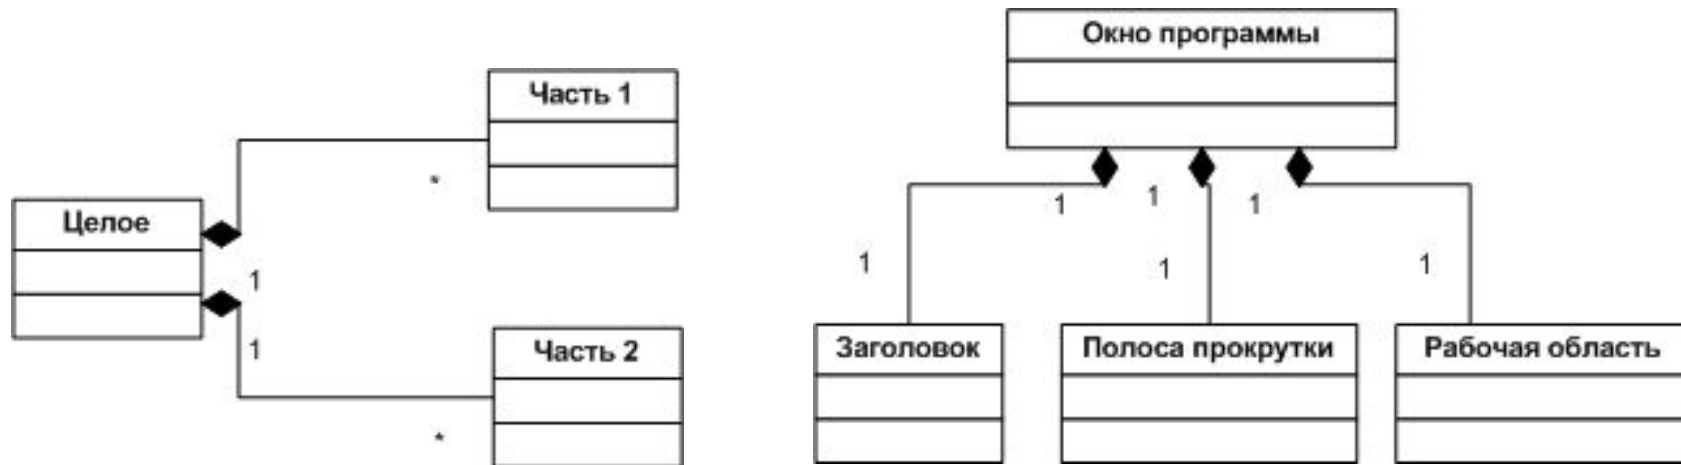 Часть 1
*
Целое
1
1
Часть 2
*
Окно программы
1
1
1
1
1
1
Заголовок
Полоса прокрутки
Рабочая область